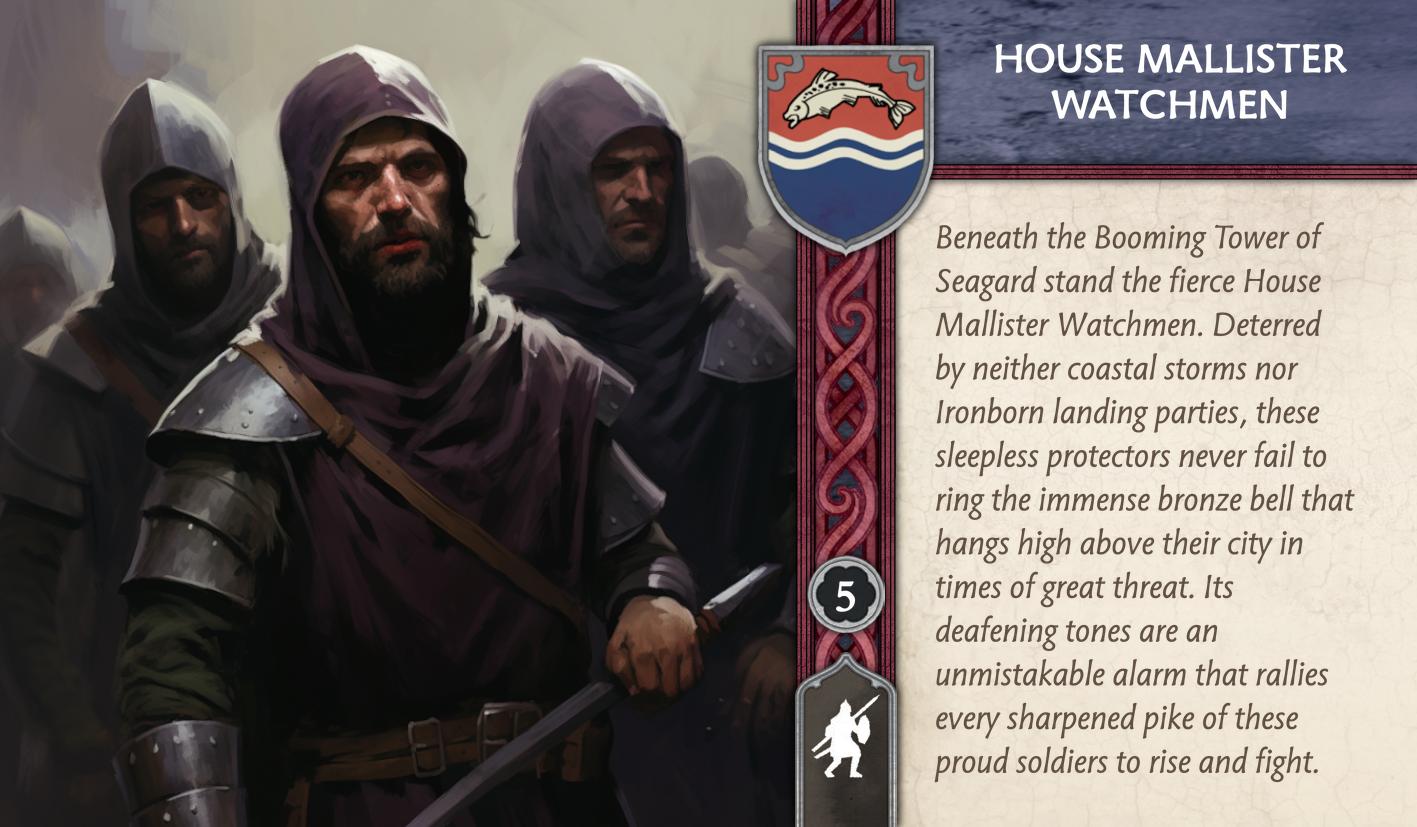 HOUSE MALLISTER
WATCHMEN
Beneath the Booming Tower of
Seagard stand the fierce House
Mallister Watchmen. Deterred
by neither coastal storms nor
Ironborn landing parties, these
sleepless protectors never fail to
ring the immense bronze bell that
hangs high above their city in
times of great threat. Its
deafening tones are an
unmistakable alarm that rallies
every sharpened pike of these
proud soldiers to rise and fight.
5